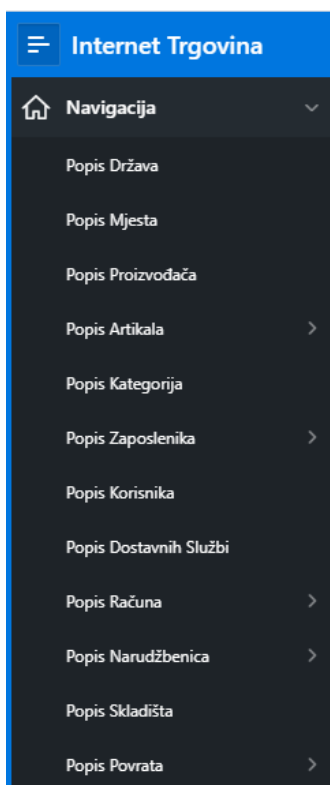 Internet Trgovina
Navigacija
Popis Država
Popis Mjesta
Popis Proizvođača
Popis Artikala
Popis Kategorija
Popis Zaposlenika
Popis Korisnika
Popis Dostavnih Službi
Popis Računa
Popis Narudžbenica
Popis Skladišta
Popis Povrata